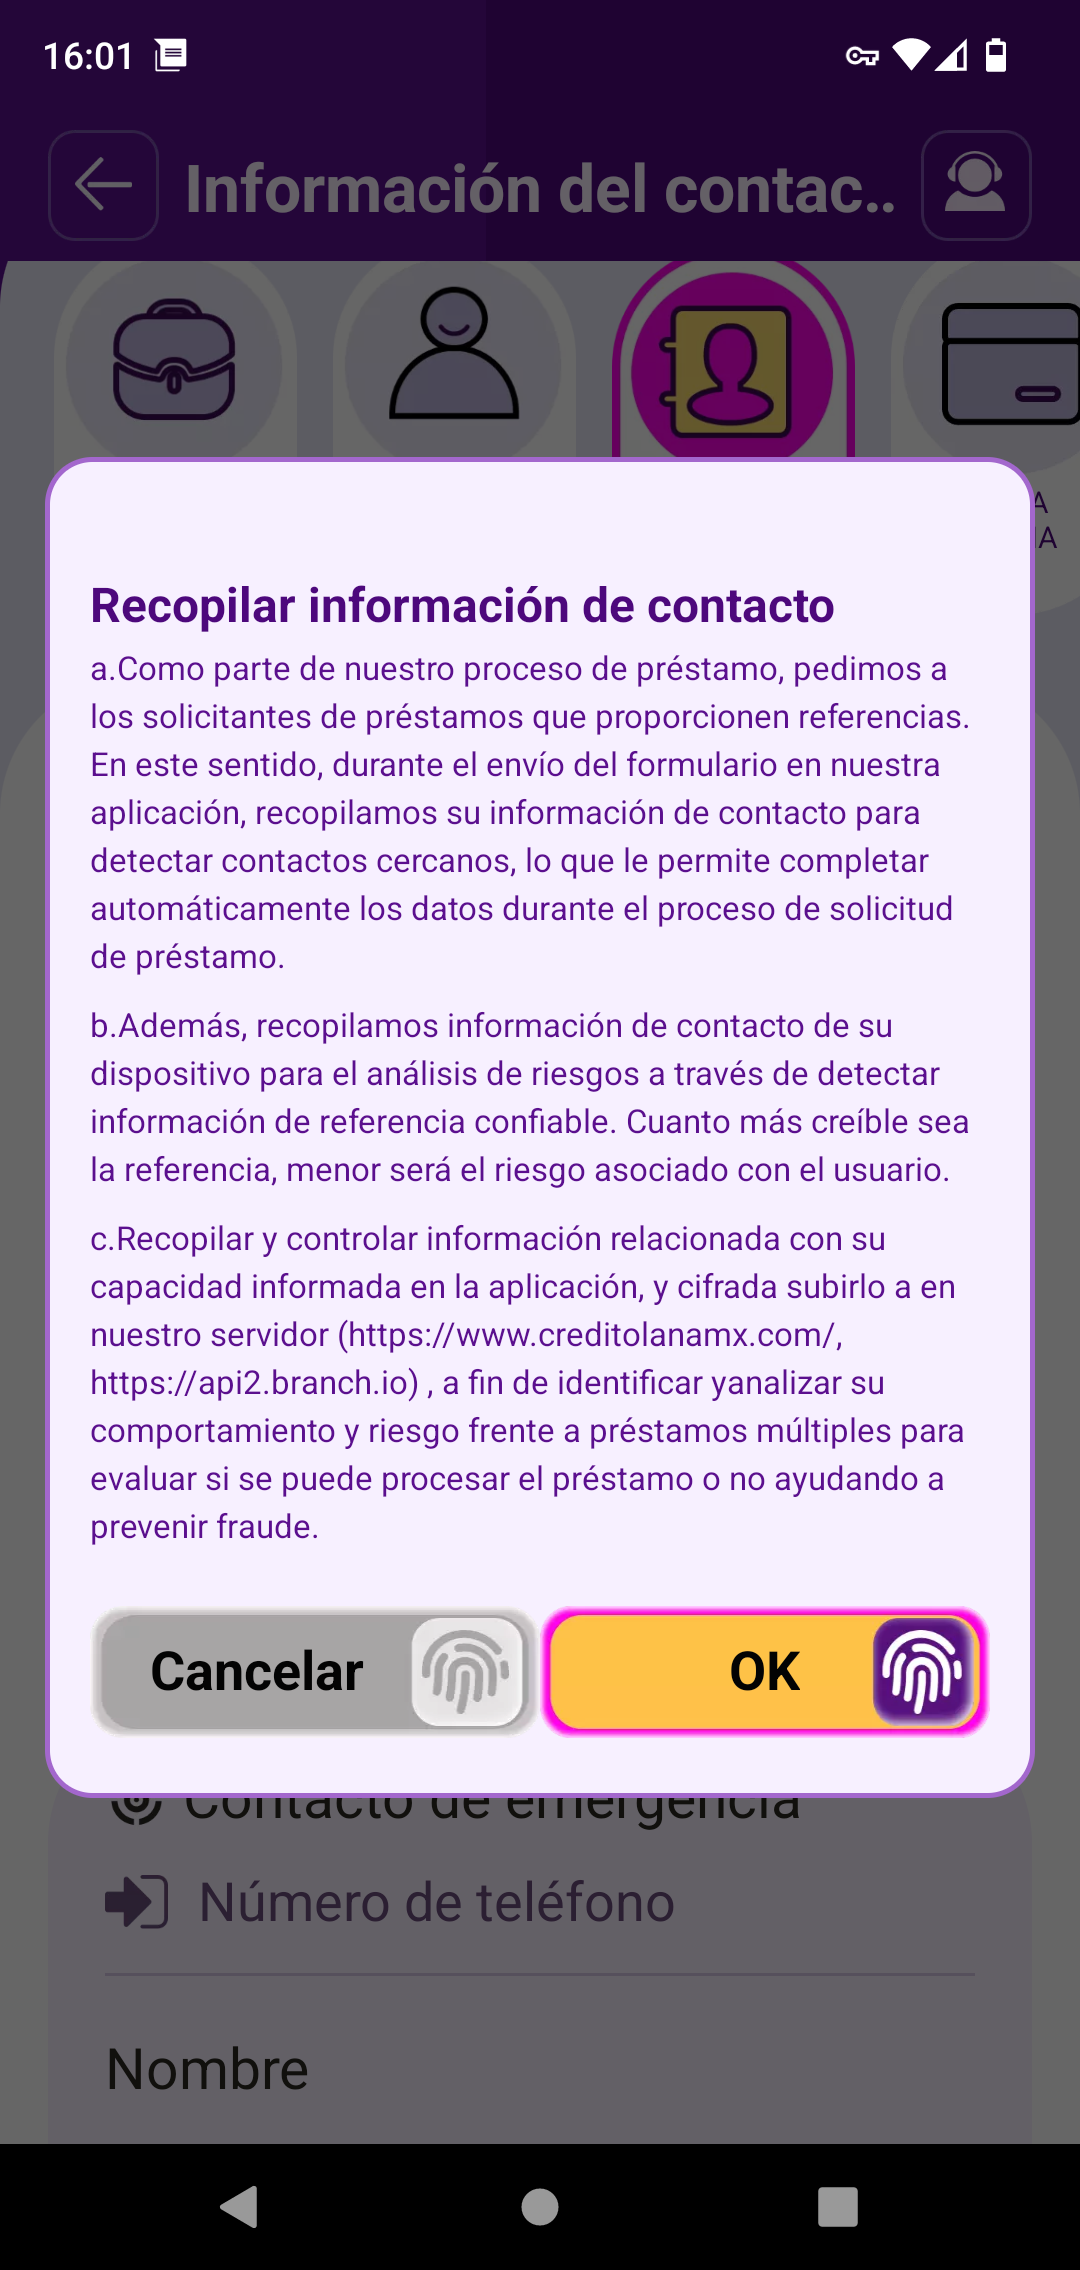 16:01
Información del contac..
A
IA
Recopilar información de contacto
a.Como parte de nuestro proceso de préstamo, pedimos a
los solicitantes de préstamos que proporcionen referencias.
En este sentido, durante el envío del formulario en nuestra
aplicación, recopilamos su información de contacto para
detectar contactos cercanos, lo que le permite completar
automáticamente los datos durante el proceso de solicitud
de préstamo.
b.Además, recopilamos información de contacto de su
dispositivo para el análisis de riesgos a través de detectar
información de referencia confiable. Cuanto más creíble sea
la referencia, menor será el riesgo asociado con el usuario.
c.Recopilar y controlar información relacionada con su
capacidad informada en la aplicación, y cifrada subirlo a en
nuestro servidor (https://www.creditolanamx.com/,
https://api2.branch.io) , a fin de identificar yanalizar su
comportamiento y riesgo frente a préstamos múltiples para
evaluar si se puede procesar el préstamo o no ayudando a
prevenir fraude.
Cancelar
OK
Contacto de emergencia
Número de teléfono
Nombre